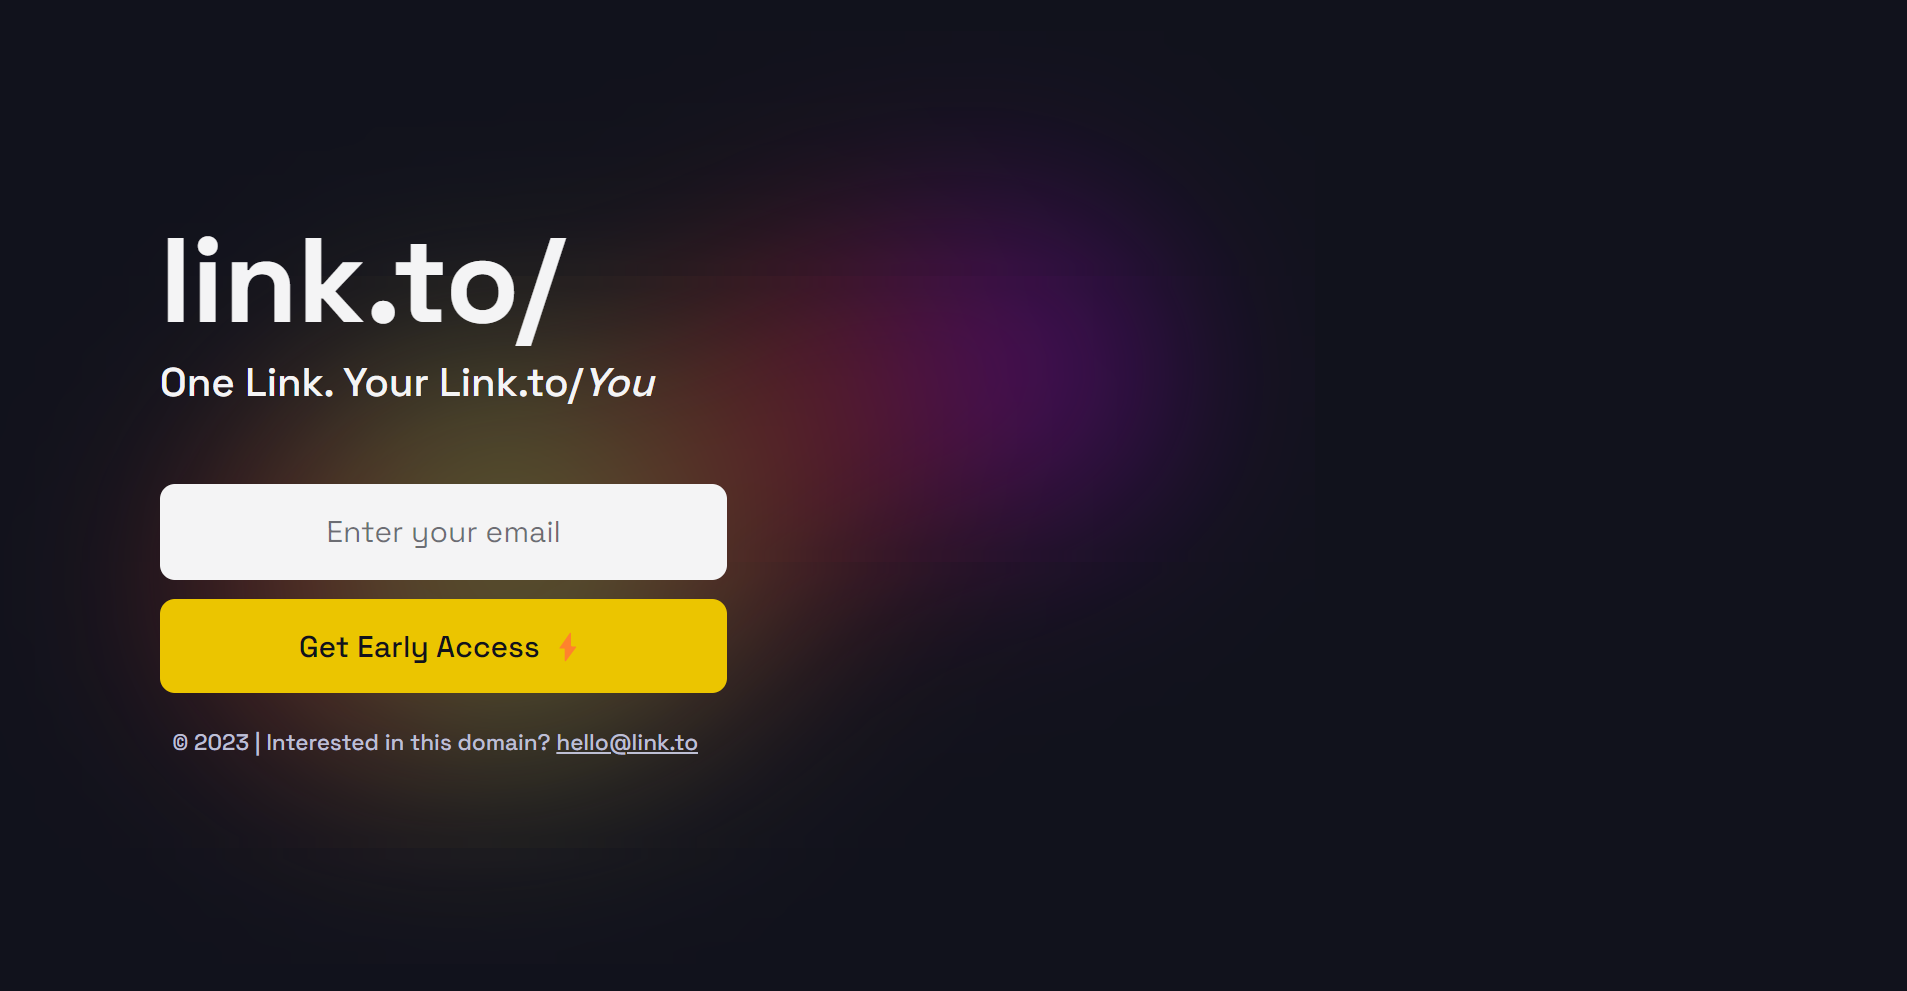 link.to/
One Link. Your Link.to/You
Enter your email
Get Early Access
© 2023 | Interested in this domain? hello@link.to